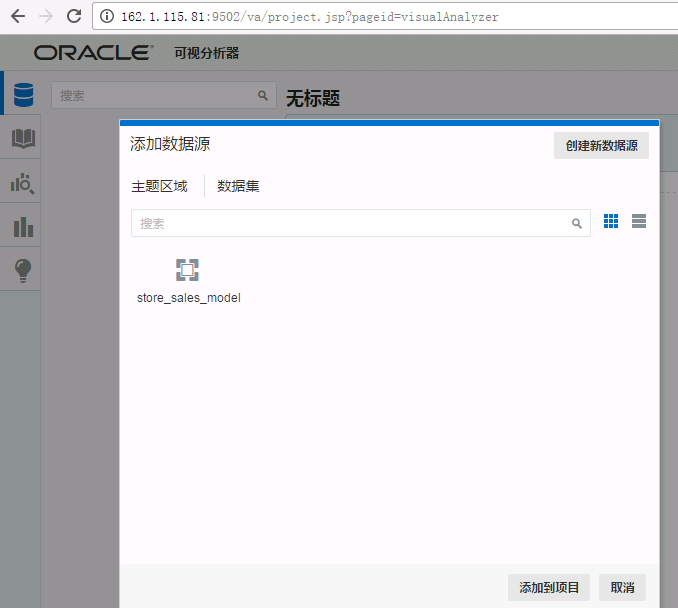 162.1.115.81:9502/va/project.jsp?pageid=visualAnalyzer
ORACLE 可视分析器
搜索
无标题
添加数据源
创建新数据源
主题区域 数据集
搜索
store_sales_model
添加到项目 取消